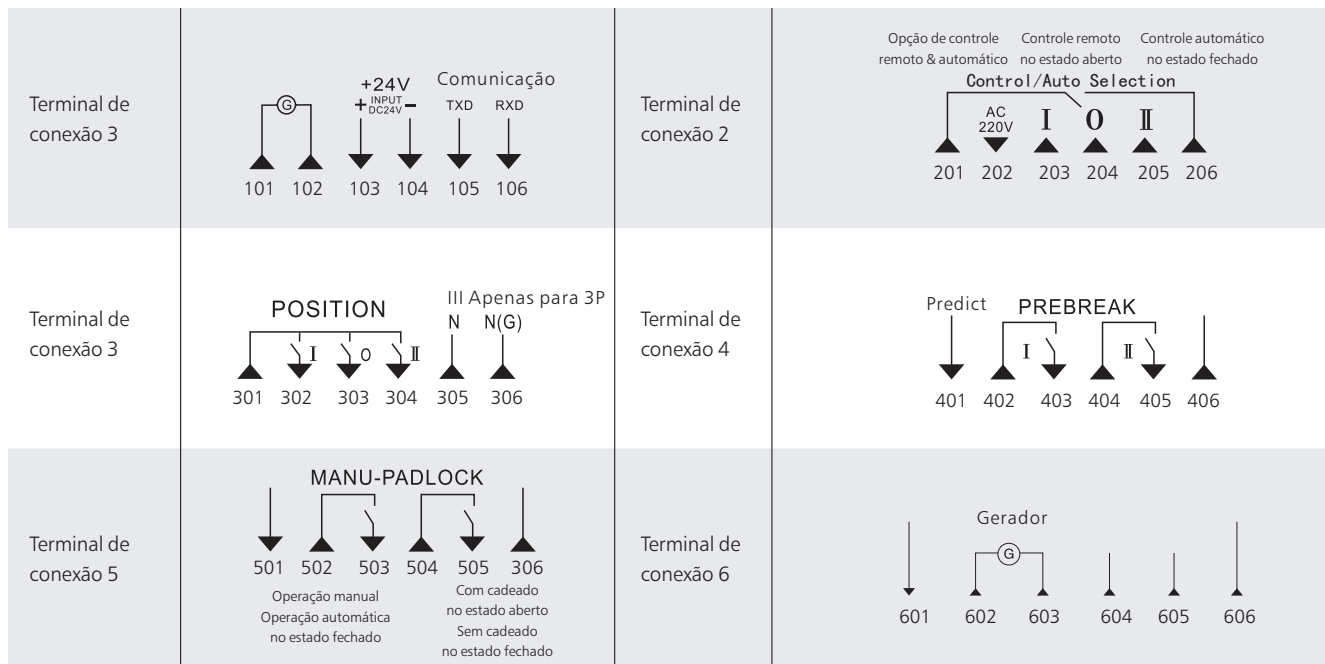 Terminal de
conexão 3
+24V
+ INPUT DC24V −
Comunicação
TXD RXD
G
101 102 103 104 105 106
Terminal de
conexão 2
Opção de controle
remoto & automático
Controle remoto
no estado aberto
Controle automático
no estado fechado
Control/Auto Selection
AC
220V
I O II
201 202 203 204 205 206
Terminal de
conexão 3
POSITION
III Apenas para 3P
N N(G)
I O II
301 302 303 304 305 306
Terminal de
conexão 4
Predict PREBREAK
I II
401 402 403 404 405 406
Terminal de
conexão 5
MANU-PADLOCK
501 502 503 504 505 306
Operação manual
Operação automática
no estado fechado
Com cadeado
no estado aberto
Sem cadeado
no estado fechado
Terminal de
conexão 6
Gerador
G
601 602 603 604 605 606